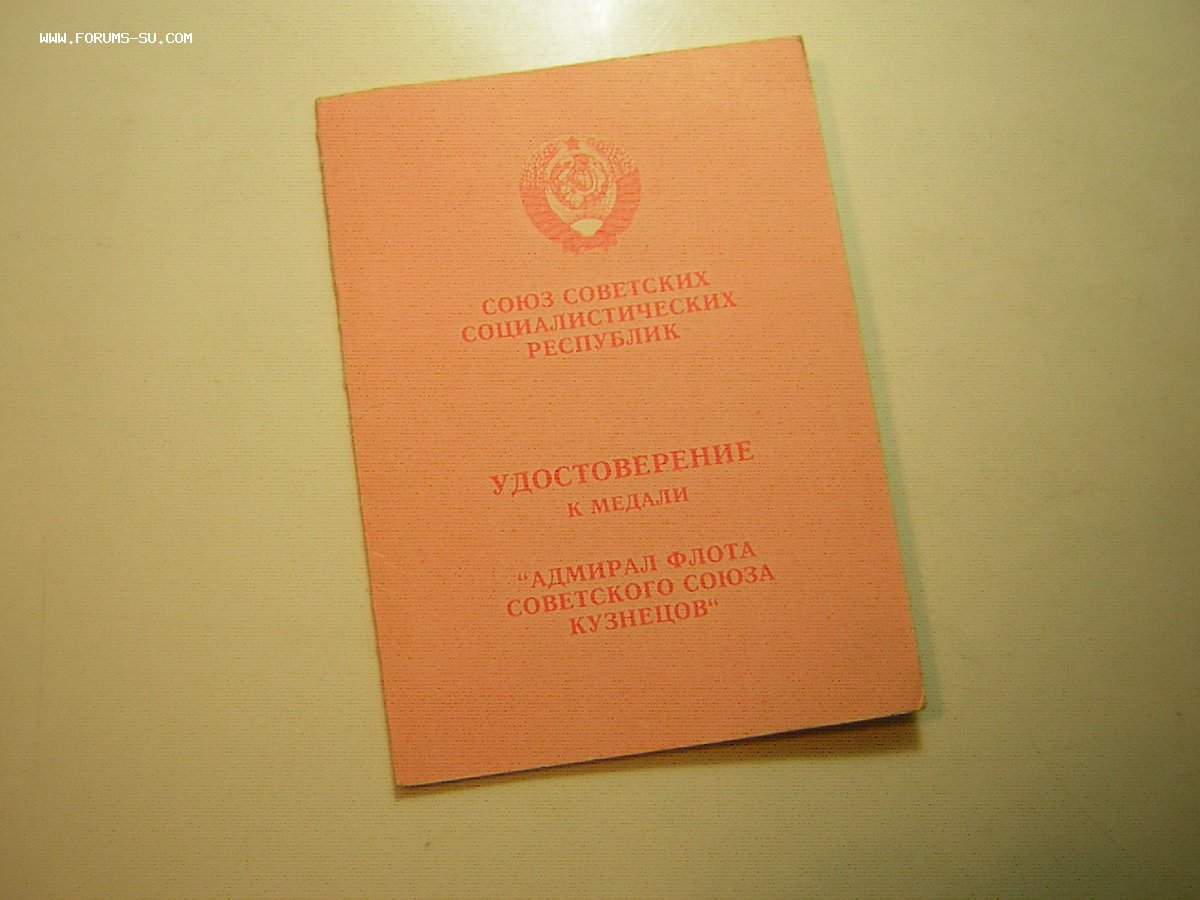 WWW.FORUMS-SU.COM
СОЮЗ СОВЕТСКИХ
СОЦИАЛИСТИЧЕСКИХ
РЕСПУБЛИК
УДОСТОВЕРЕНИЕ
К МЕДАЛИ
“АДМИРАЛ ФЛОТА
СОВЕТСКОГО СОЮЗА
КУЗНЕЦОВ“